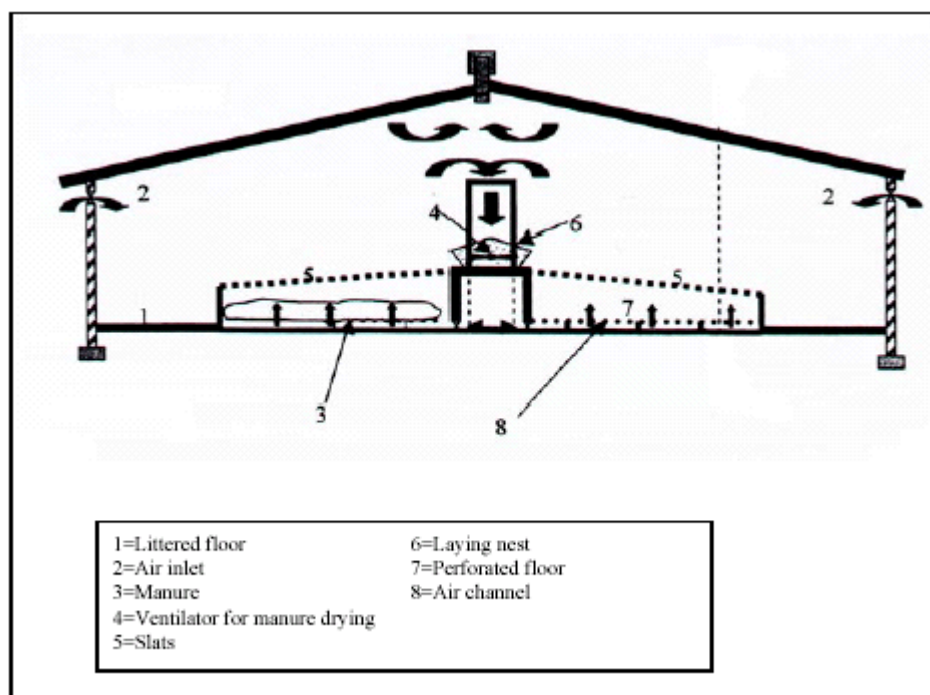 2
4
6
2
5
5
1
7
3
8
1=Littered floor
2=Air inlet
3=Manure
4=Ventilator for manure drying
5=Slats
6=Laying nest
7=Perforated floor
8=Air channel